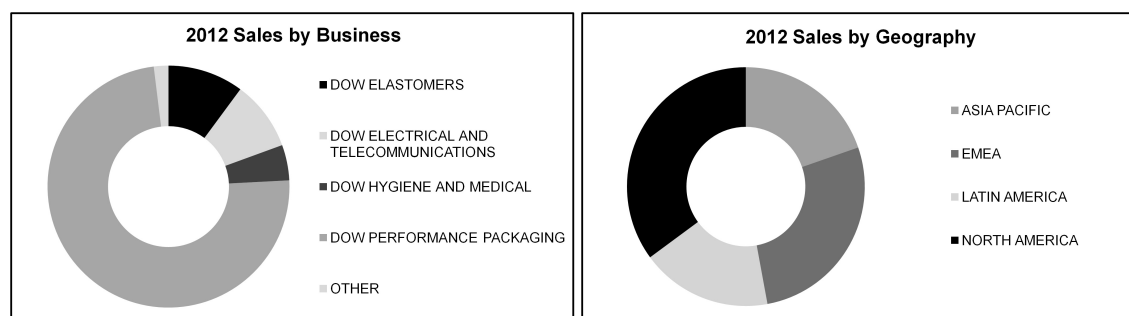 2012 Sales by Business
DOW ELASTOMERS
DOW ELECTRICAL AND
TELECOMMUNICATIONS
DOW HYGIENE AND MEDICAL
DOW PERFORMANCE PACKAGING
OTHER
2012 Sales by Geography
ASIA PACIFIC
EMEA
LATIN AMERICA
NORTH AMERICA